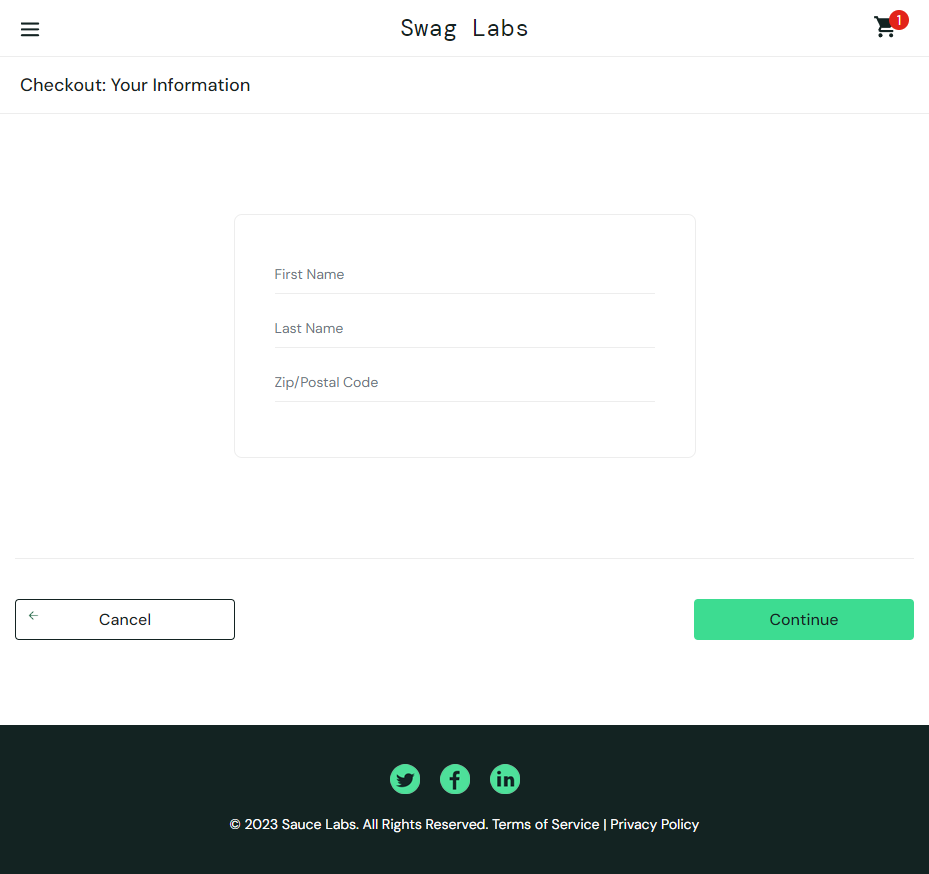 Swag Labs
1
Checkout: Your Information
First Name
Last Name
Zip/Postal Code
Cancel
Continue
© 2023 Sauce Labs. All Rights Reserved. Terms of Service | Privacy Policy